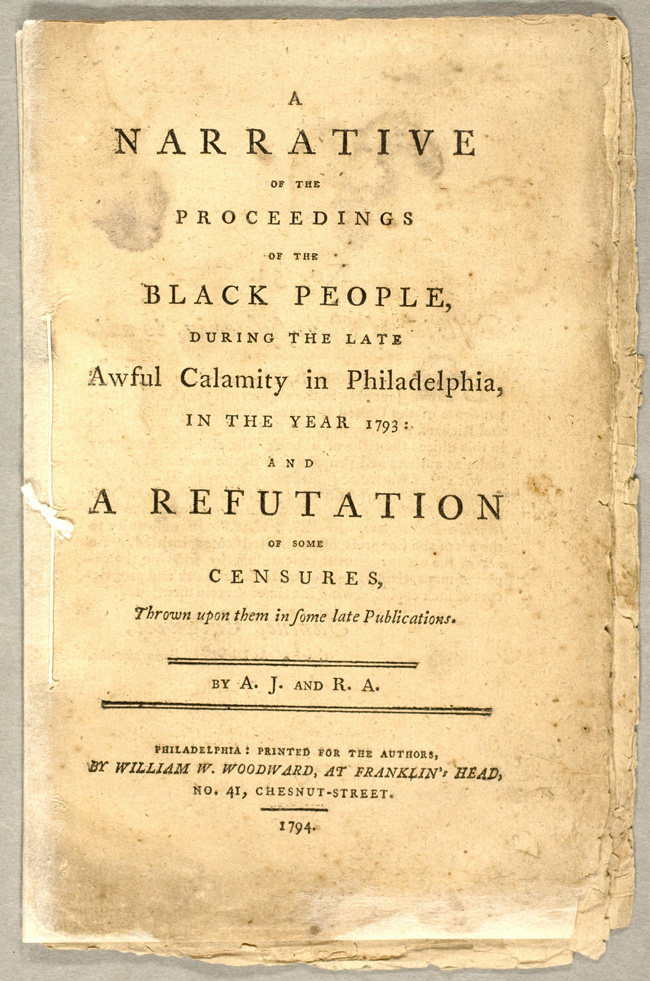 A
NARRATIVE
OF THE
PROCEEDINGS
OF THE
BLACK PEOPLE,
DURING THE LATE
Awful Calamity in Philadelphia,
IN THE YEAR 1793:
AND
A REFUTATION
OF SOME
CENSURES,
Thrown upon them in ſome late Publications.
BY A. J. AND R. A.
PHILADELPHIA: PRINTED FOR THE AUTHORS,
BY WILLIAM W. WOODWARD, AT FRANKLIN's HEAD,
NO. 41, CHESNUT-STREET.
1794.